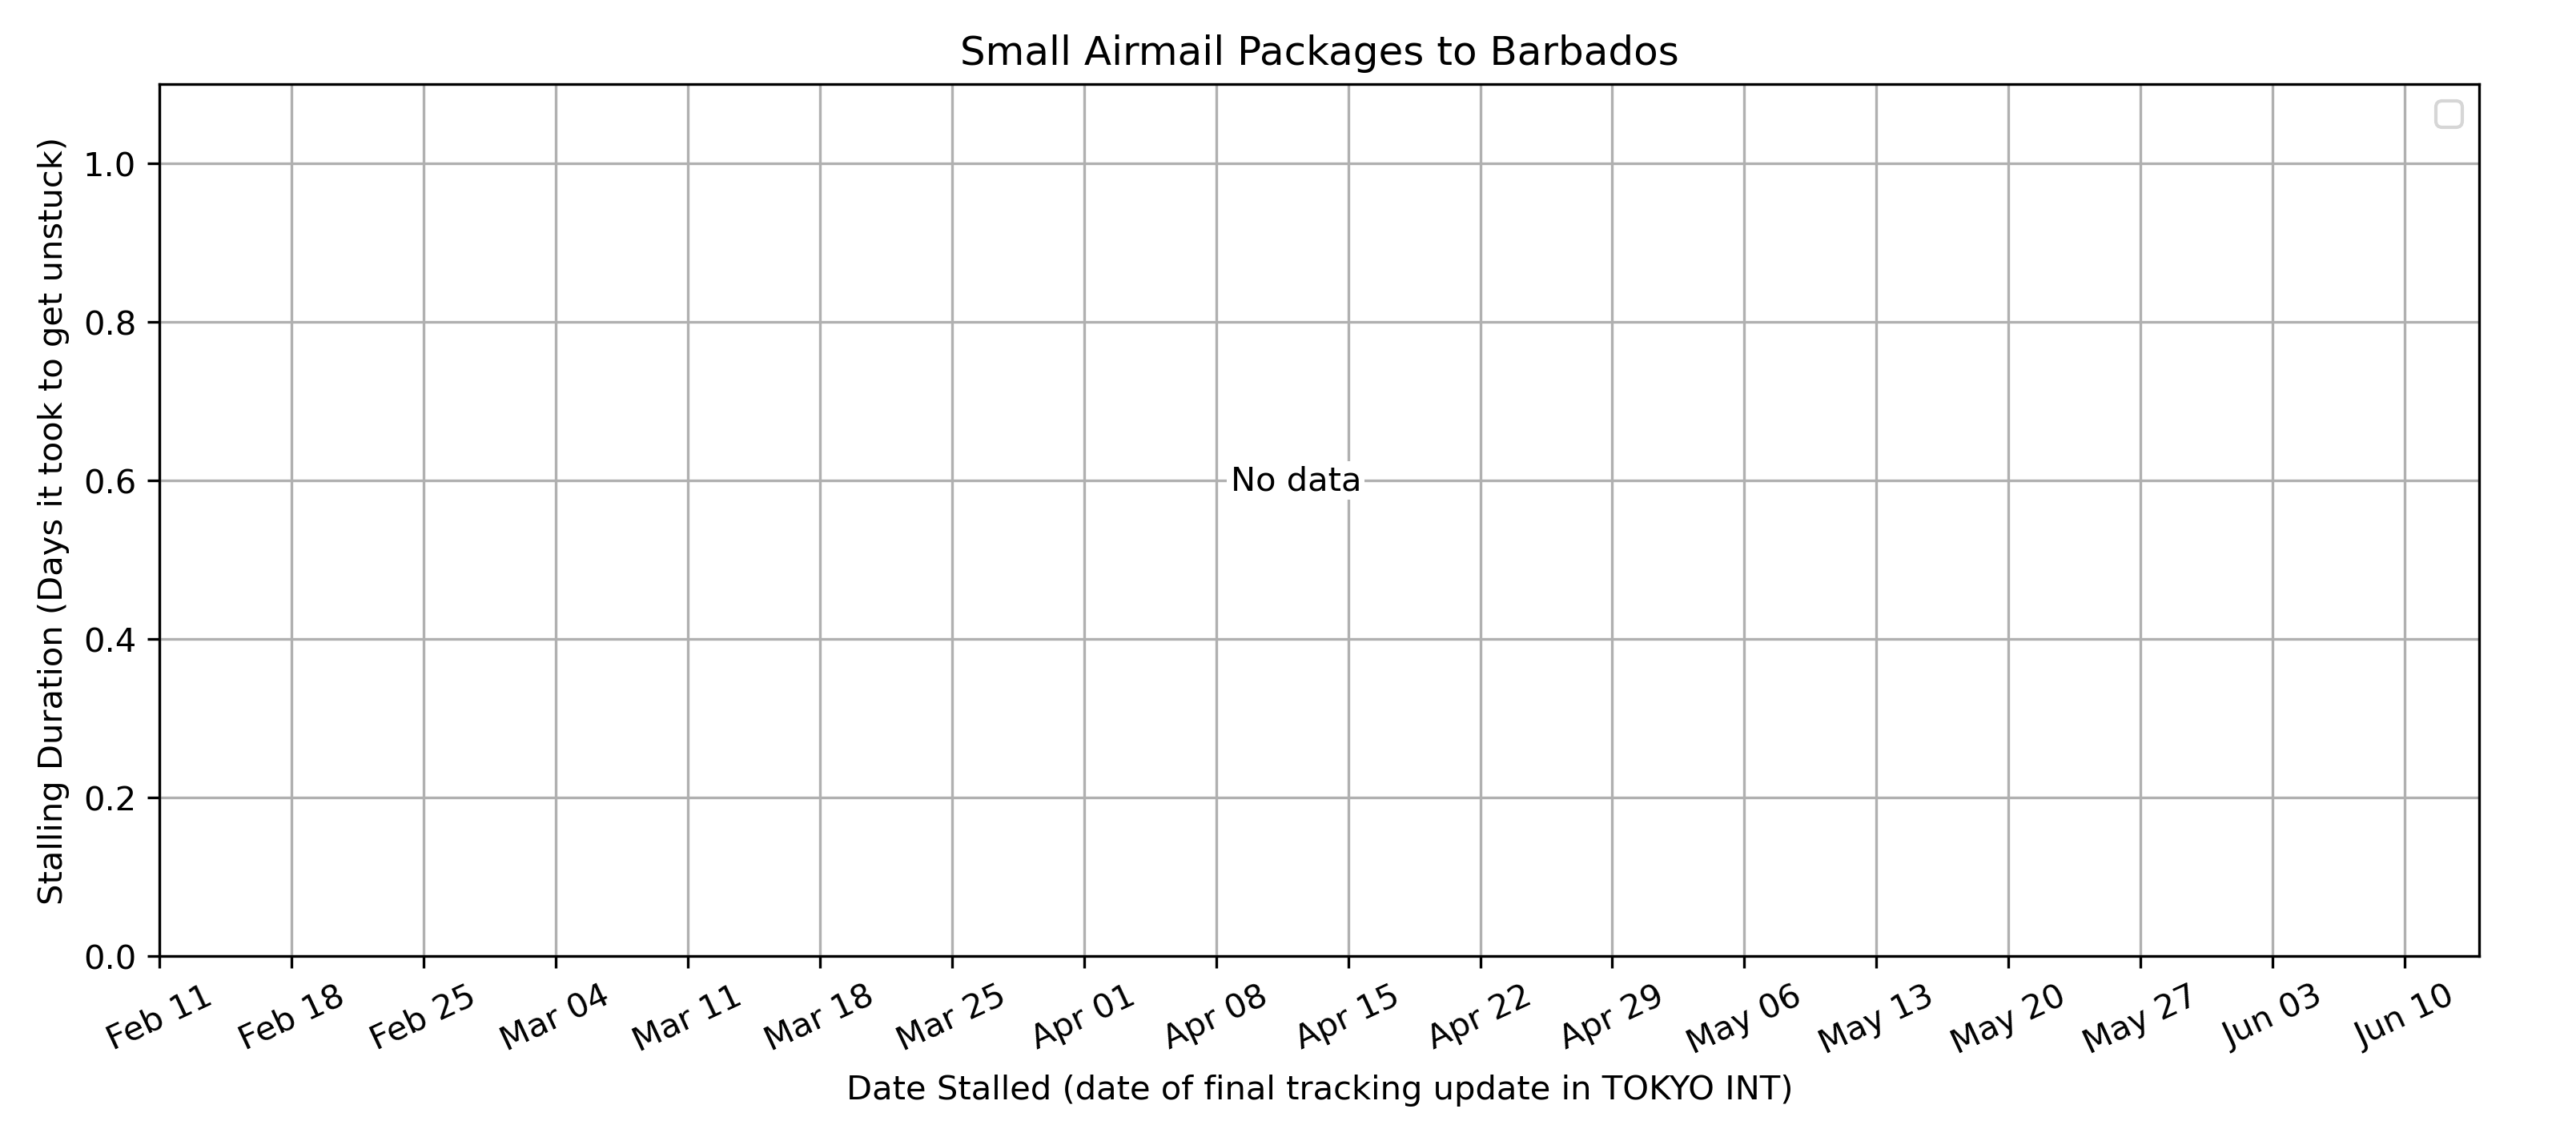 Small Airmail Packages to Barbados
Stalling Duration (Days it took to get unstuck)
1.0
0.8
0.6
0.4
0.2
0.0
No data
Feb 11
Feb 18
Feb 25
Mar 04
Mar 11
Mar 18
Mar 25
Apr 01
Apr 08
Apr 15
Apr 22
Apr 29
May 06
May 13
May 20
May 27
Jun 03
Jun 10
Date Stalled (date of final tracking update in TOKYO INT)